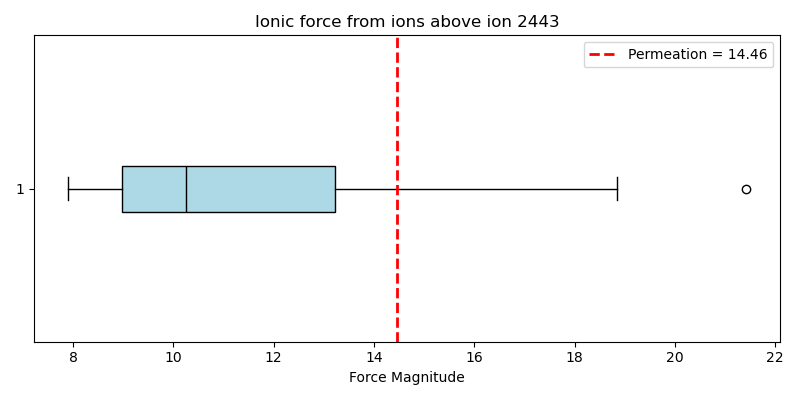 Ionic force from ions above ion 2443
Permeation = 14.46
1
8 10 12 14 16 18 20 22
Force Magnitude